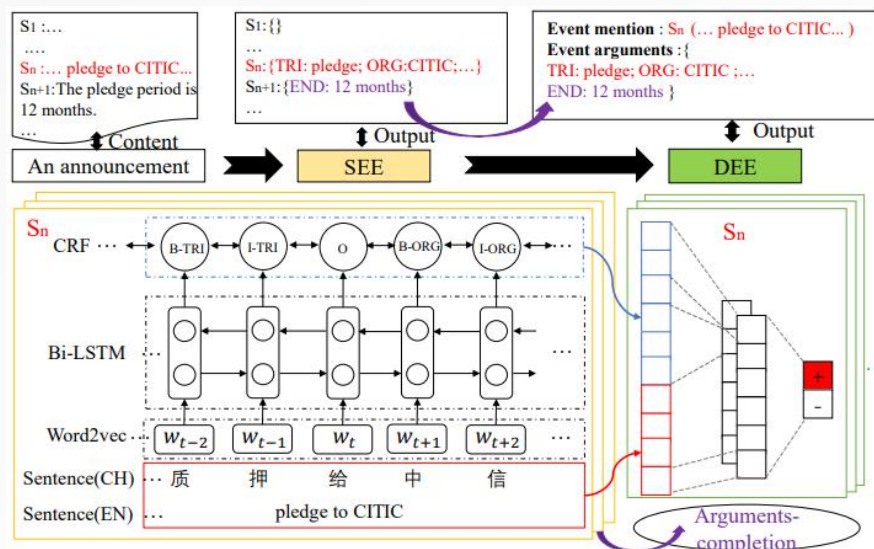 S1 :…
….
Sn :… pledge to CITIC...
Sn+1:The pledge period is
12 months.
…
S1:{}
…
Sn:{TRI: pledge; ORG:CITIC;…}
Sn+1:{END: 12 months}
…
Event mention : Sn (… pledge to CITIC... )
Event arguments :{
TRI: pledge; ORG: CITIC ;…
END: 12 months }
Content
Output
Output
An announcement
SEE
DEE
Sn
CRF …
B-TRI
I-TRI
O
B-ORG
I-ORG
…
Bi-LSTM …
…
Word2vec …
wt−2
wt−1
wt
wt+1
wt+2
…
Sentence(CH) … 质 押 给 中 信
Sentence(EN) … pledge to CITIC
Sn
+
-
Arguments-
completion